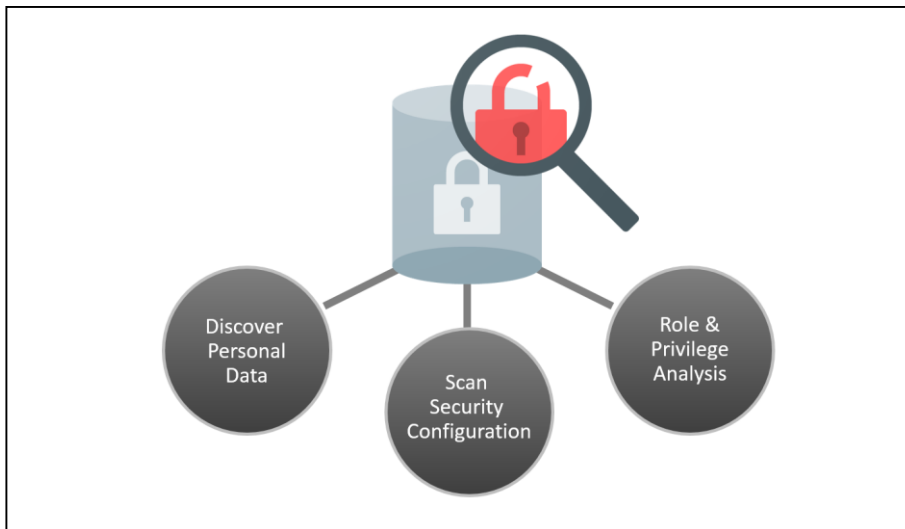 Discover
Personal
Data
Scan
Security
Configuration
Role &
Privilege
Analysis